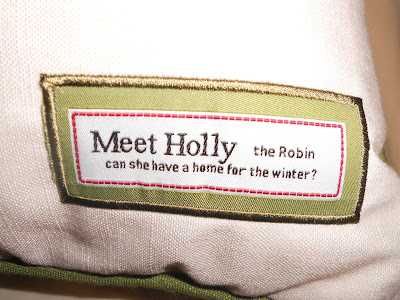 Meet Holly the Robin
can she have a home for the winter?